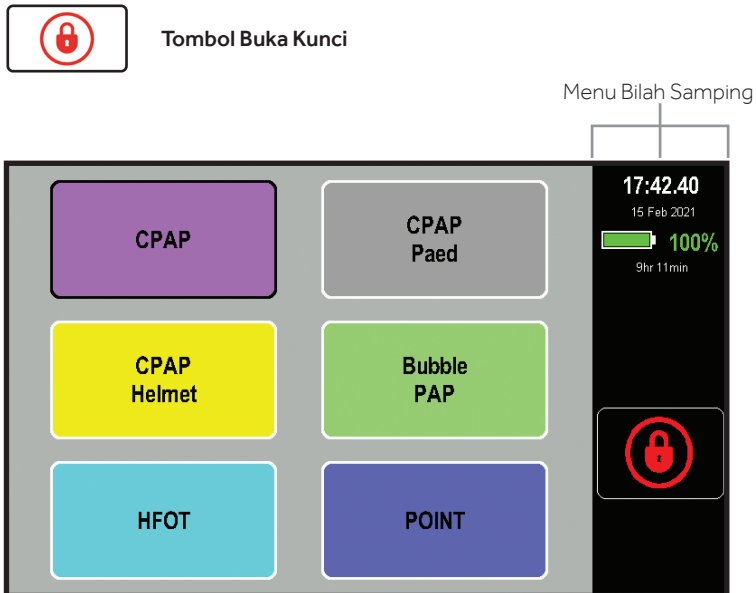 Tombol Buka Kunci
Menu Bilah Samping
17:42.40
15 Feb 2021
100%
9hr 11min
CPAP
CPAP
Paed
CPAP
Helmet
Bubble
PAP
HFOT
POINT